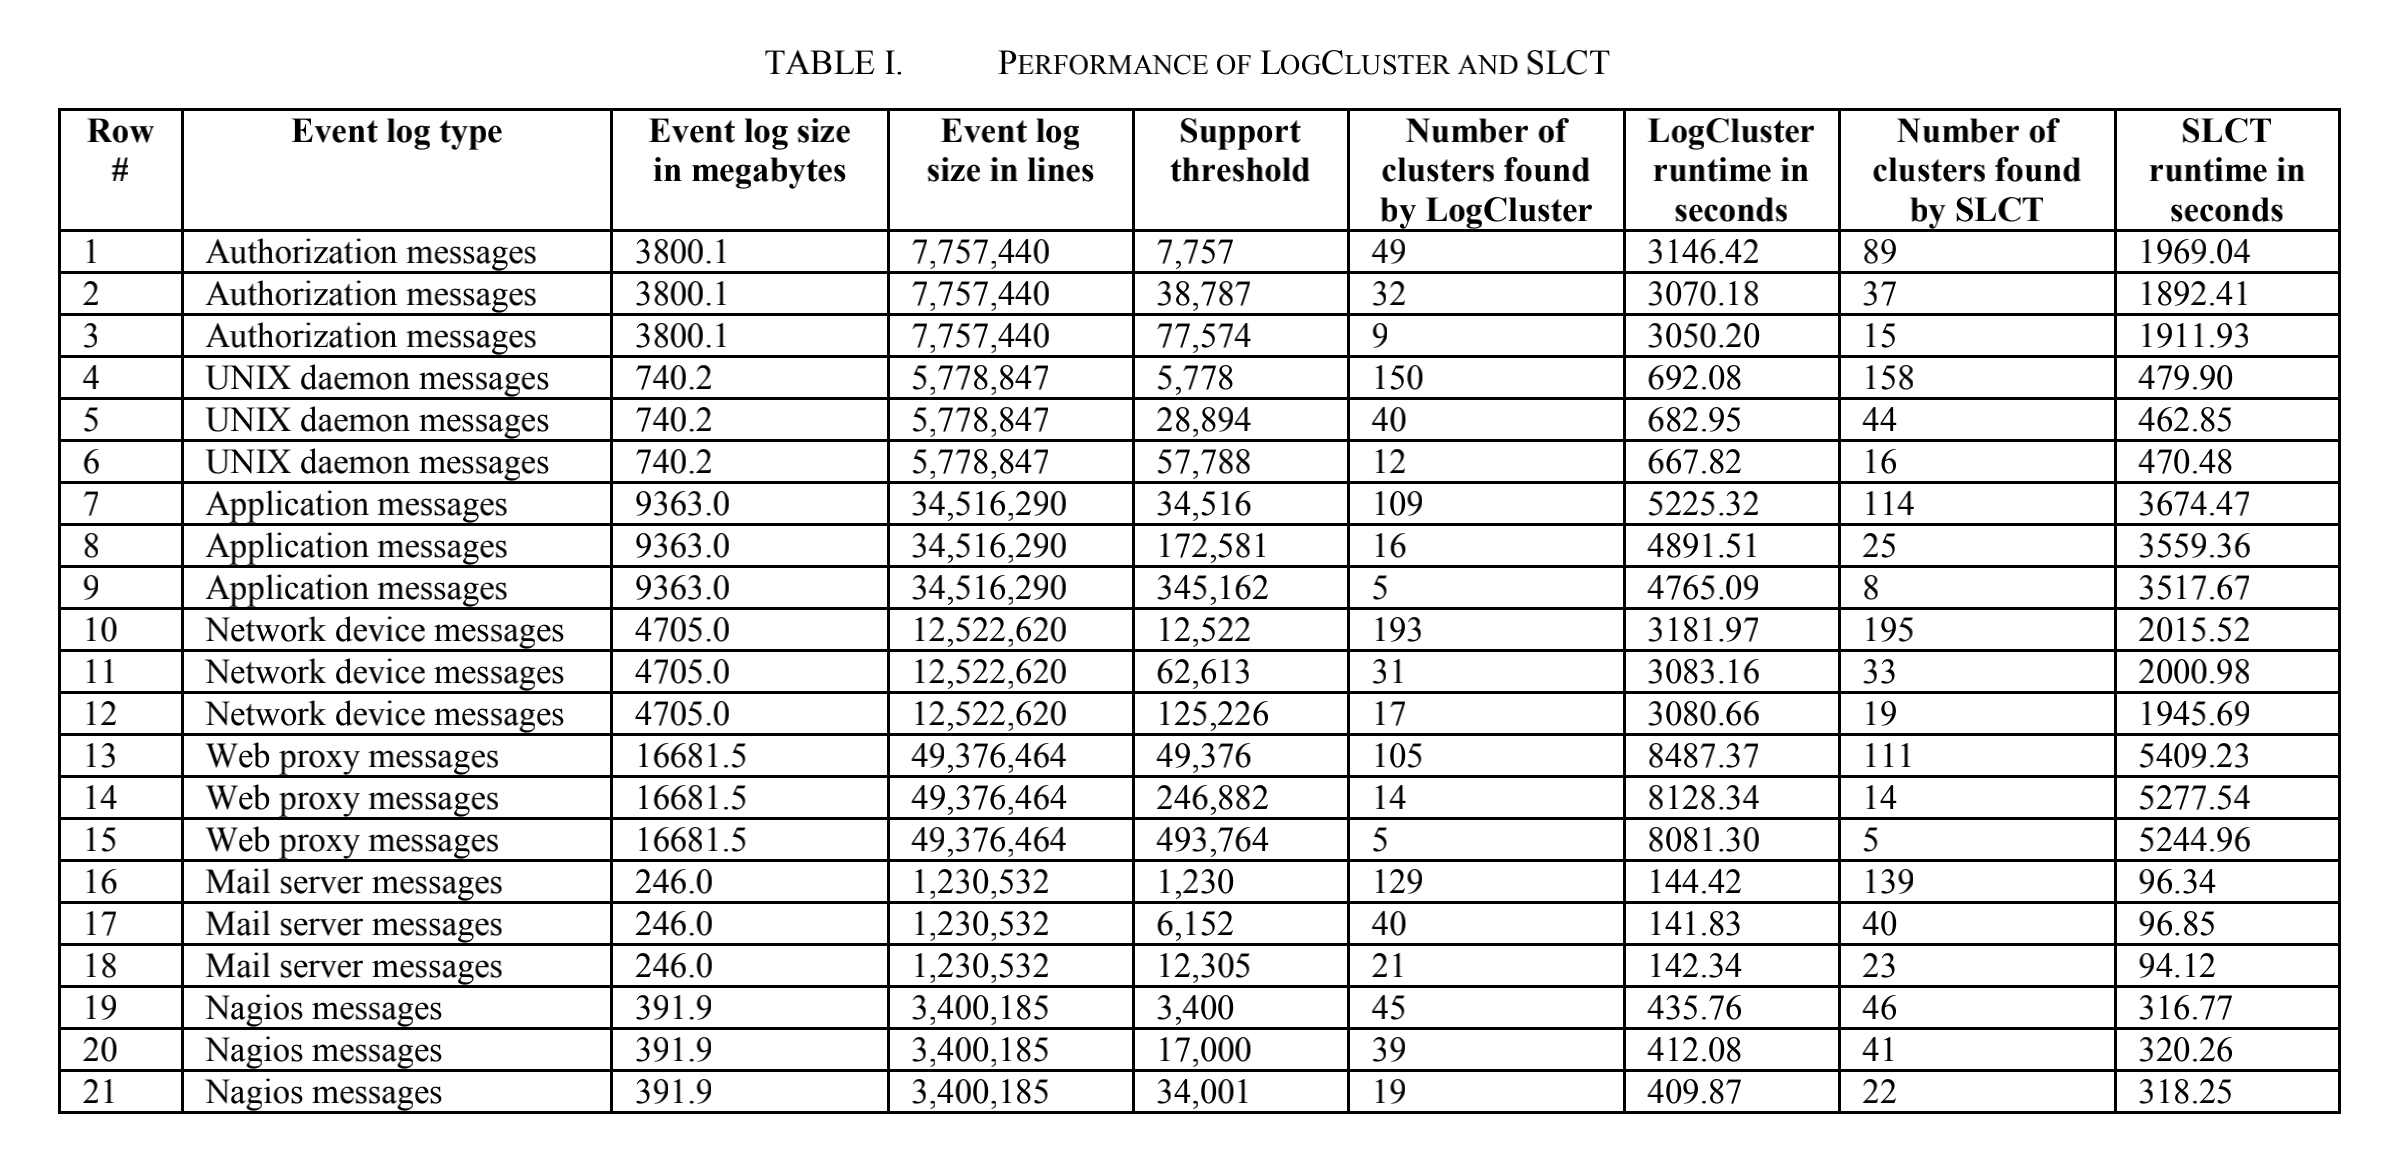 TABLE I. PERFORMANCE OF LOGCLUSTER AND SLCT
Row # Event log type Event log size in megabytes Event log size in lines Support threshold Number of clusters found by LogCluster LogCluster runtime in seconds Number of clusters found by SLCT SLCT runtime in seconds
1 Authorization messages 3800.1 7,757,440 7,757 49 3146.42 89 1969.04
2 Authorization messages 3800.1 7,757,440 38,787 32 3070.18 37 1892.41
3 Authorization messages 3800.1 7,757,440 77,574 9 3050.20 15 1911.93
4 UNIX daemon messages 740.2 5,778,847 5,778 150 692.08 158 479.90
5 UNIX daemon messages 740.2 5,778,847 28,894 40 682.95 44 462.85
6 UNIX daemon messages 740.2 5,778,847 57,788 12 667.82 16 470.48
7 Application messages 9363.0 34,516,290 34,516 109 5225.32 114 3674.47
8 Application messages 9363.0 34,516,290 172,581 16 4891.51 25 3559.36
9 Application messages 9363.0 34,516,290 345,162 5 4765.09 8 3517.67
10 Network device messages 4705.0 12,522,620 12,522 193 3181.97 195 2015.52
11 Network device messages 4705.0 12,522,620 62,613 31 3083.16 33 2000.98
12 Network device messages 4705.0 12,522,620 125,226 17 3080.66 19 1945.69
13 Web proxy messages 16681.5 49,376,464 49,376 105 8487.37 111 5409.23
14 Web proxy messages 16681.5 49,376,464 246,882 14 8128.34 14 5277.54
15 Web proxy messages 16681.5 49,376,464 493,764 5 8081.30 5 5244.96
16 Mail server messages 246.0 1,230,532 1,230 129 144.42 139 96.34
17 Mail server messages 246.0 1,230,532 6,152 40 141.83 40 96.85
18 Mail server messages 246.0 1,230,532 12,305 21 142.34 23 94.12
19 Nagios messages 391.9 3,400,185 3,400 45 435.76 46 316.77
20 Nagios messages 391.9 3,400,185 17,000 39 412.08 41 320.26
21 Nagios messages 391.9 3,400,185 34,001 19 409.87 22 318.25